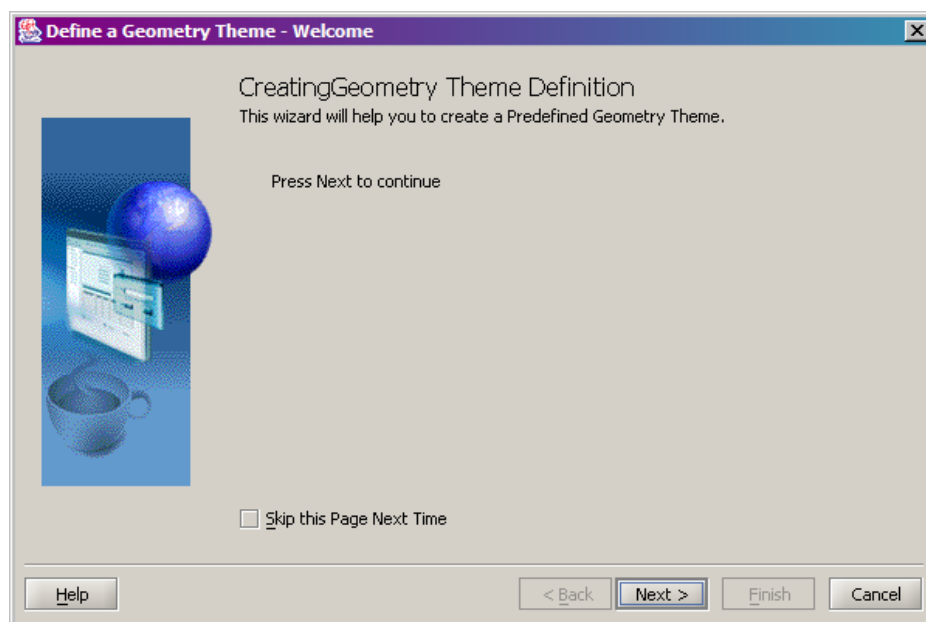 Define a Geometry Theme - Welcome
CreatingGeometry Theme Definition
This wizard will help you to create a Predefined Geometry Theme.
Press Next to continue
Skip this Page Next Time
Help
< Back
Next >
Finish
Cancel